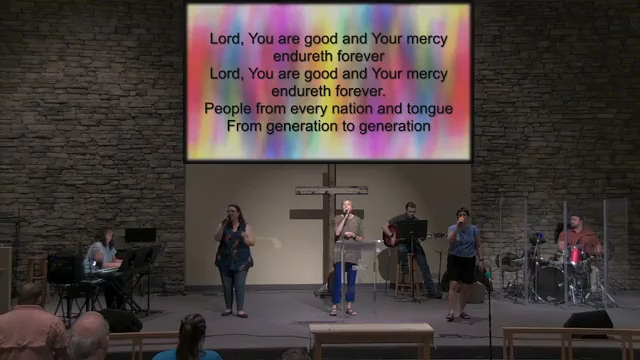 Lord, You are good and Your mercy
endureth forever
Lord, You are good and Your mercy
endureth forever.
People from every nation and tongue
From generation to generation